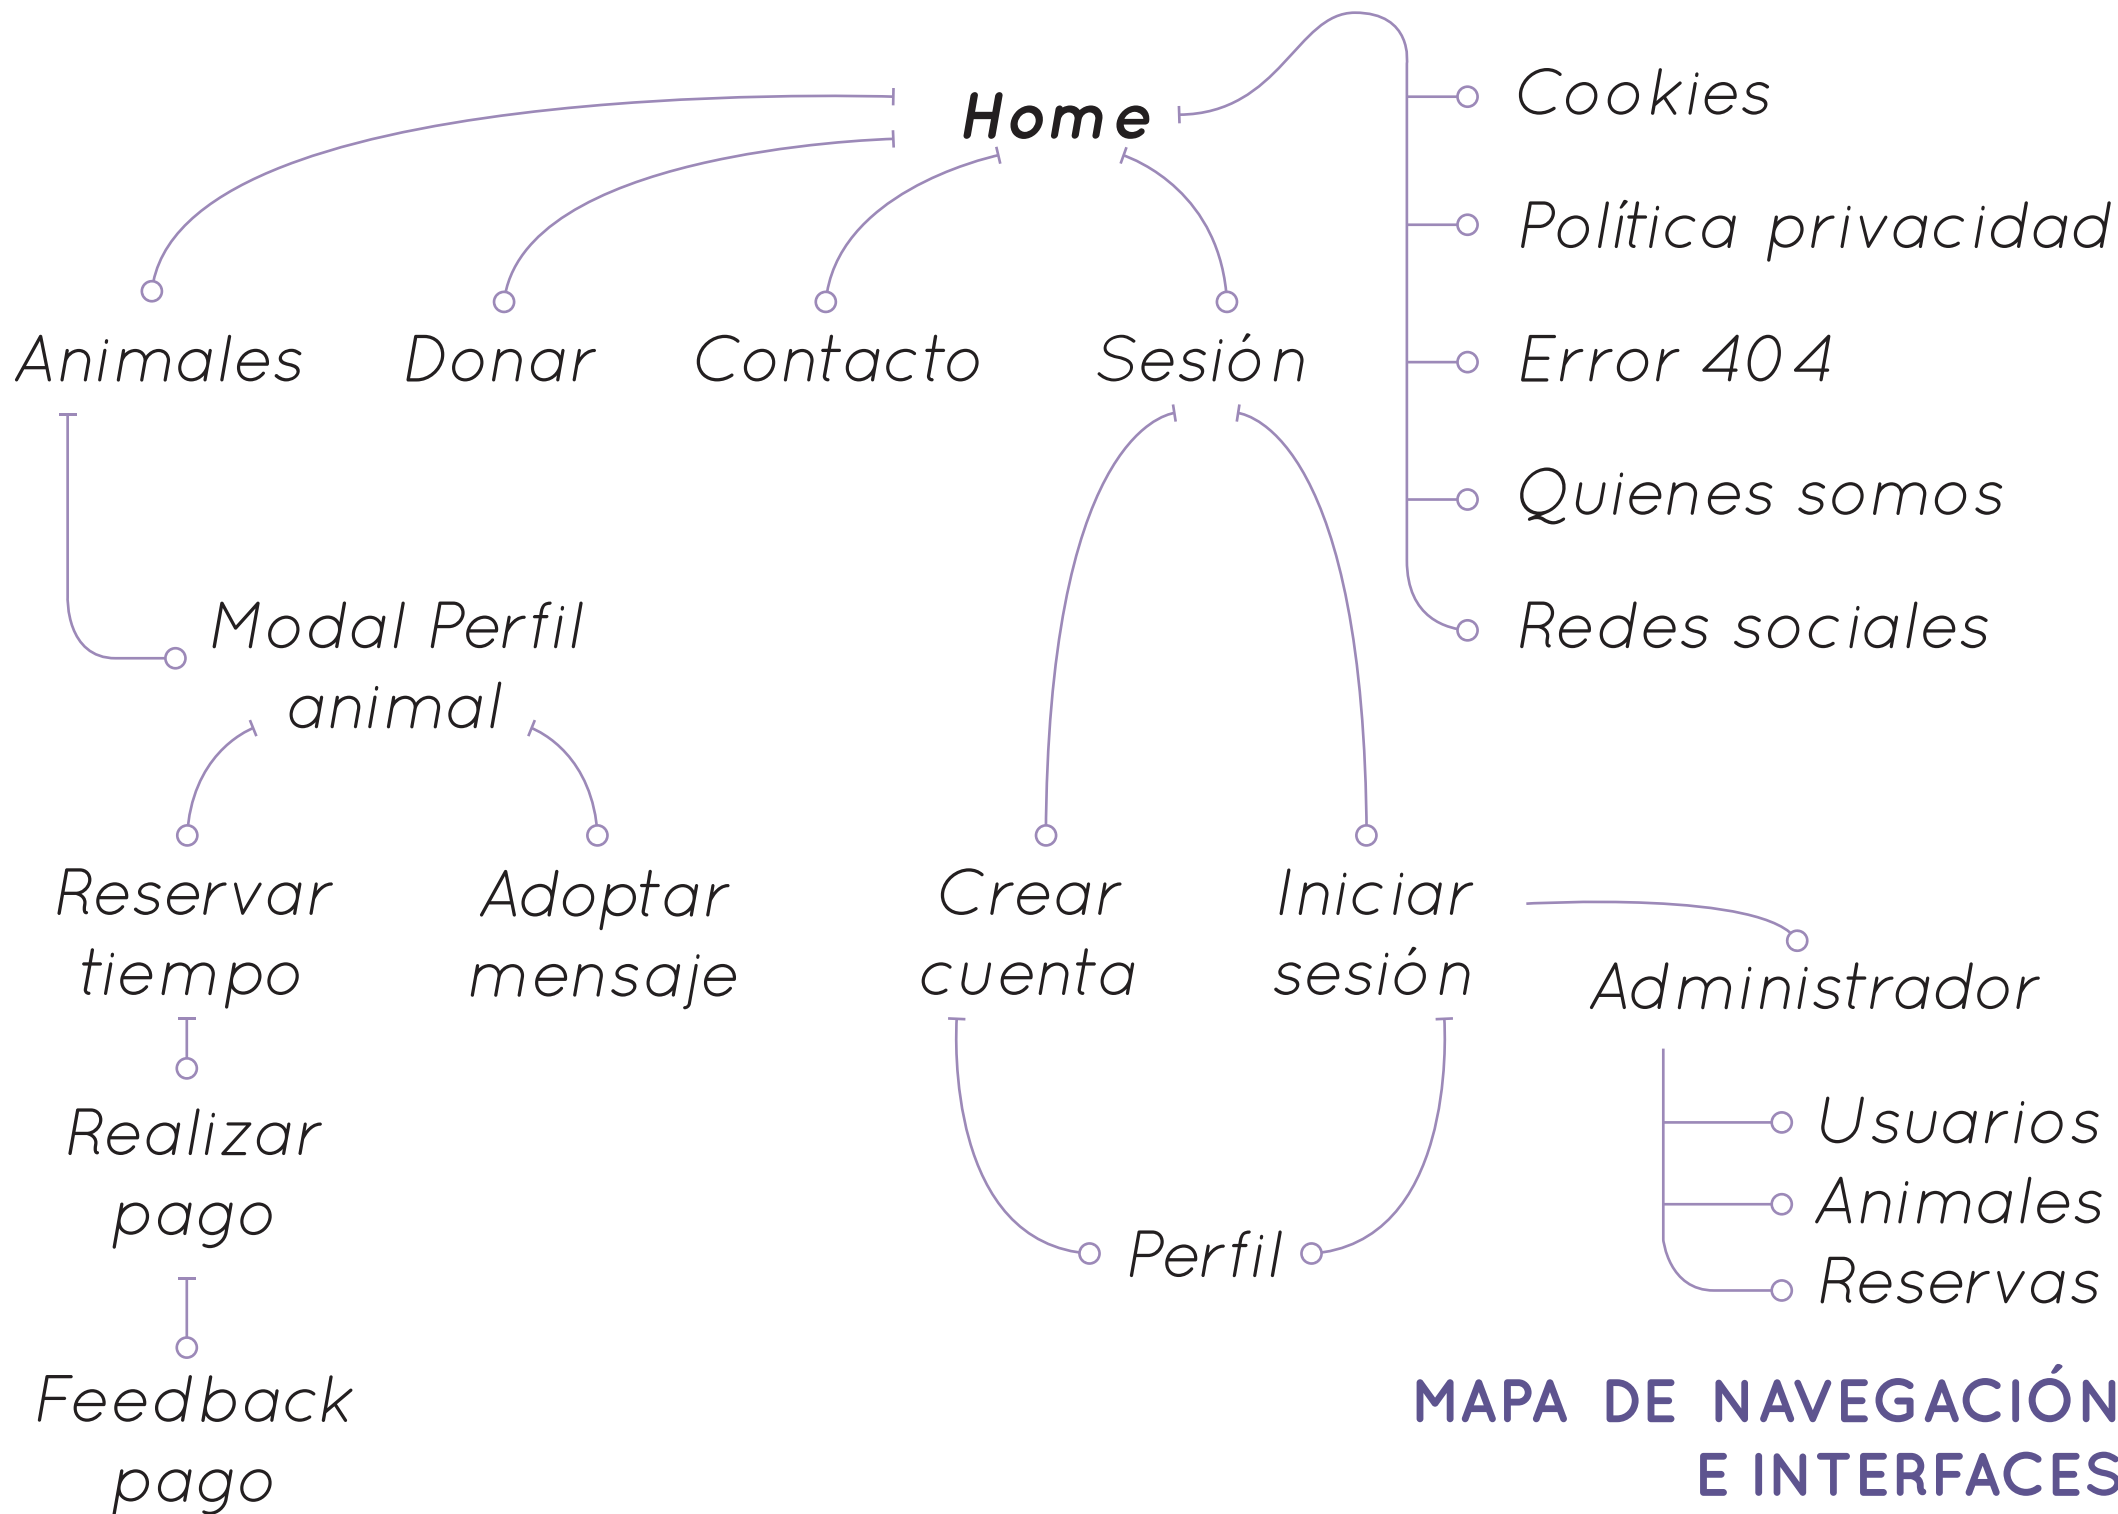 Home
Cookies
Política privacidad
Error 404
Quienes somos
Redes sociales
Animales
Donar
Contacto
Sesión
Modal Perfil
animal
Reservar
tiempo
Adoptar
mensaje
Realizar
pago
Feedback
pago
Crear
cuenta
Iniciar
sesión
Perfil
Administrador
Usuarios
Animales
Reservas
MAPA DE NAVEGACIÓN
E INTERFACES